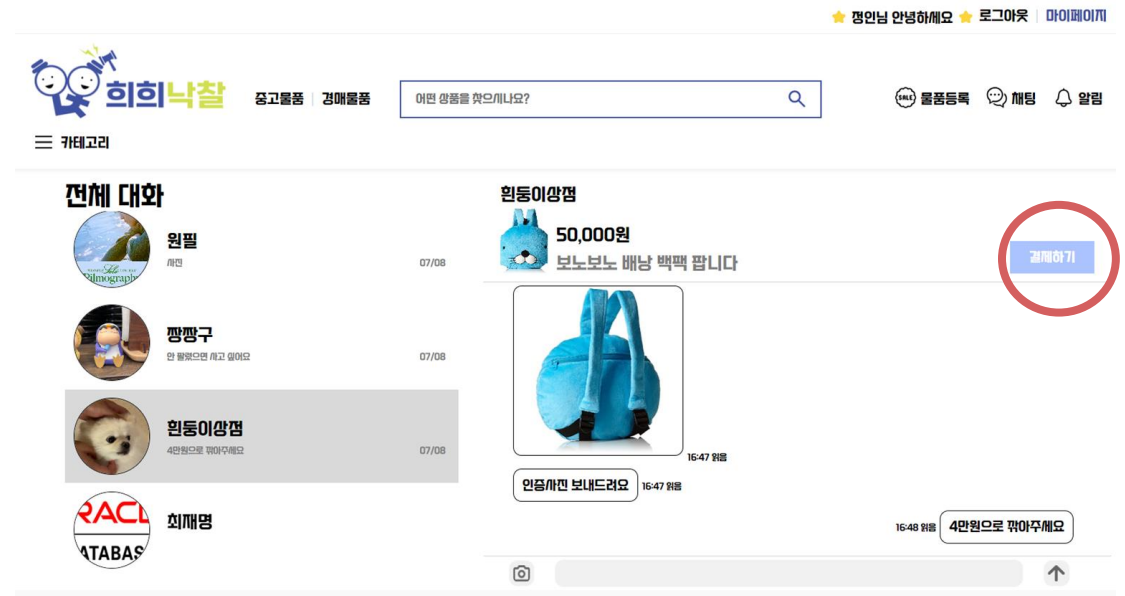 정인님 안녕하세요 로그아웃 마이페이지
희희낙찰
중고물품 경매물품
어떤 상품을 찾으시나요?
SALE 물품등록 채팅 알림
카테고리
전체 대화
원필
사진
07/08
짱짱구
안 팔렸으면 사고 싶어요
07/08
흰둥이상점
4만원으로 깎아주세요
07/08
RACL
ATABAS
최재명
흰둥이상점
50,000원
보노보노 배낭 백팩 팝니다
결제하기
16:47 읽음
인증사진 보내드려요 16:47 읽음
16:48 읽음 4만원으로 깎아주세요